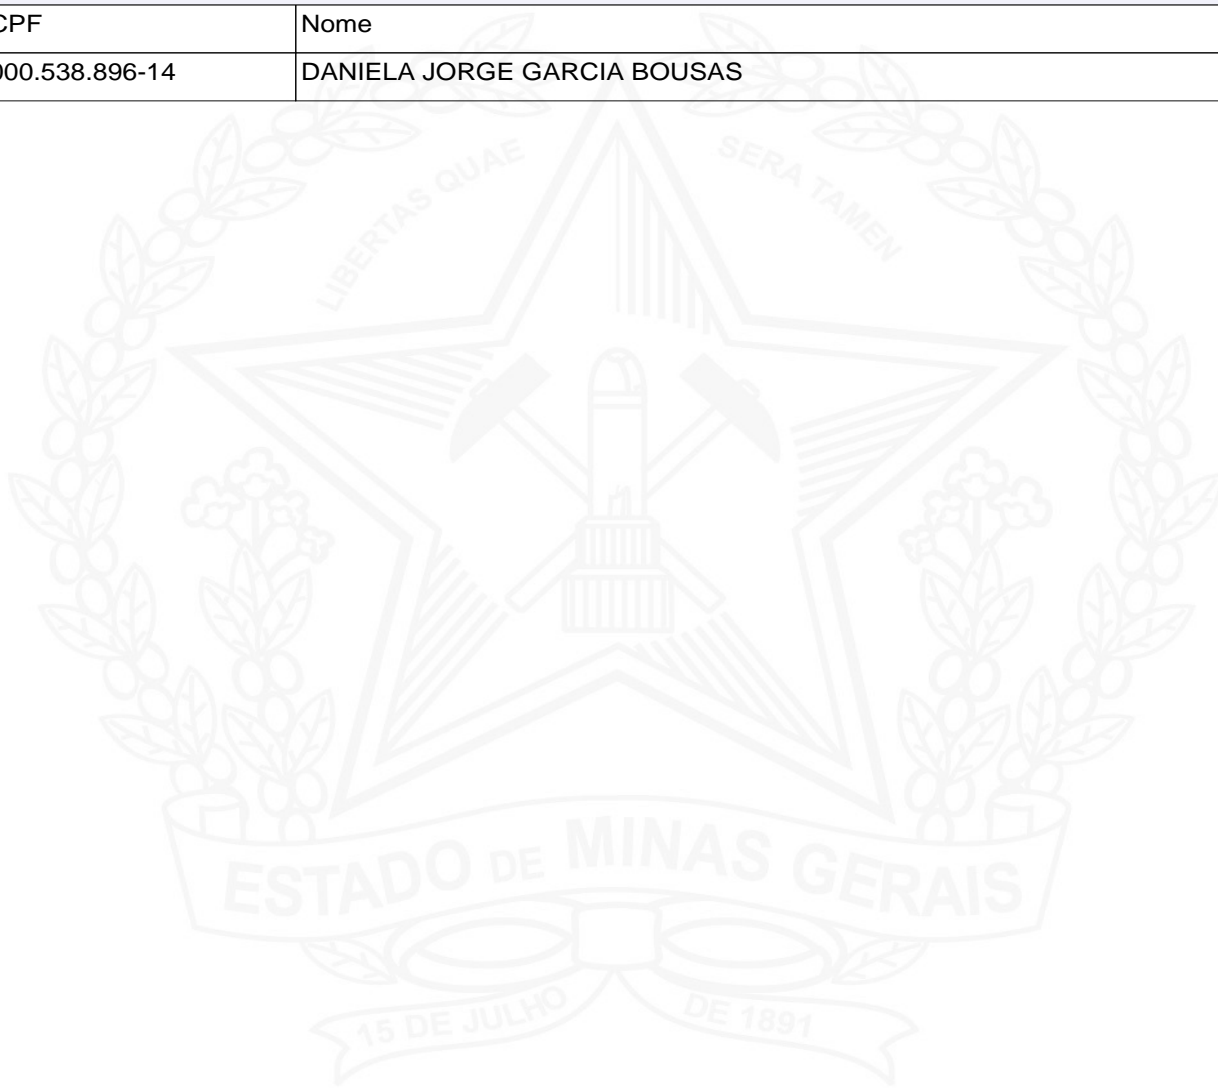 CPF Nome
000.538.896-14 DANIELA JORGE GARCIA BOUSAS
LIBERTAS QUAE SERA TAMEN
ESTADO DE MINAS GERAIS
15 DE JULHO DE 1891